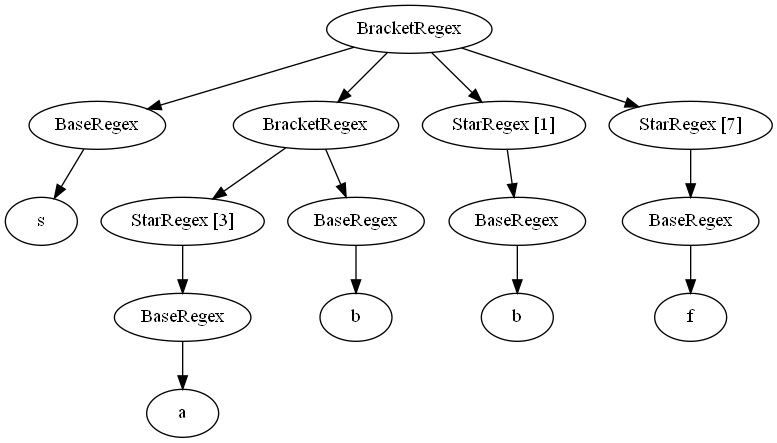 BracketRegex
BaseRegex
BracketRegex
StarRegex [1]
StarRegex [7]
s
StarRegex [3]
BaseRegex
BaseRegex
BaseRegex
BaseRegex
b
b
f
a